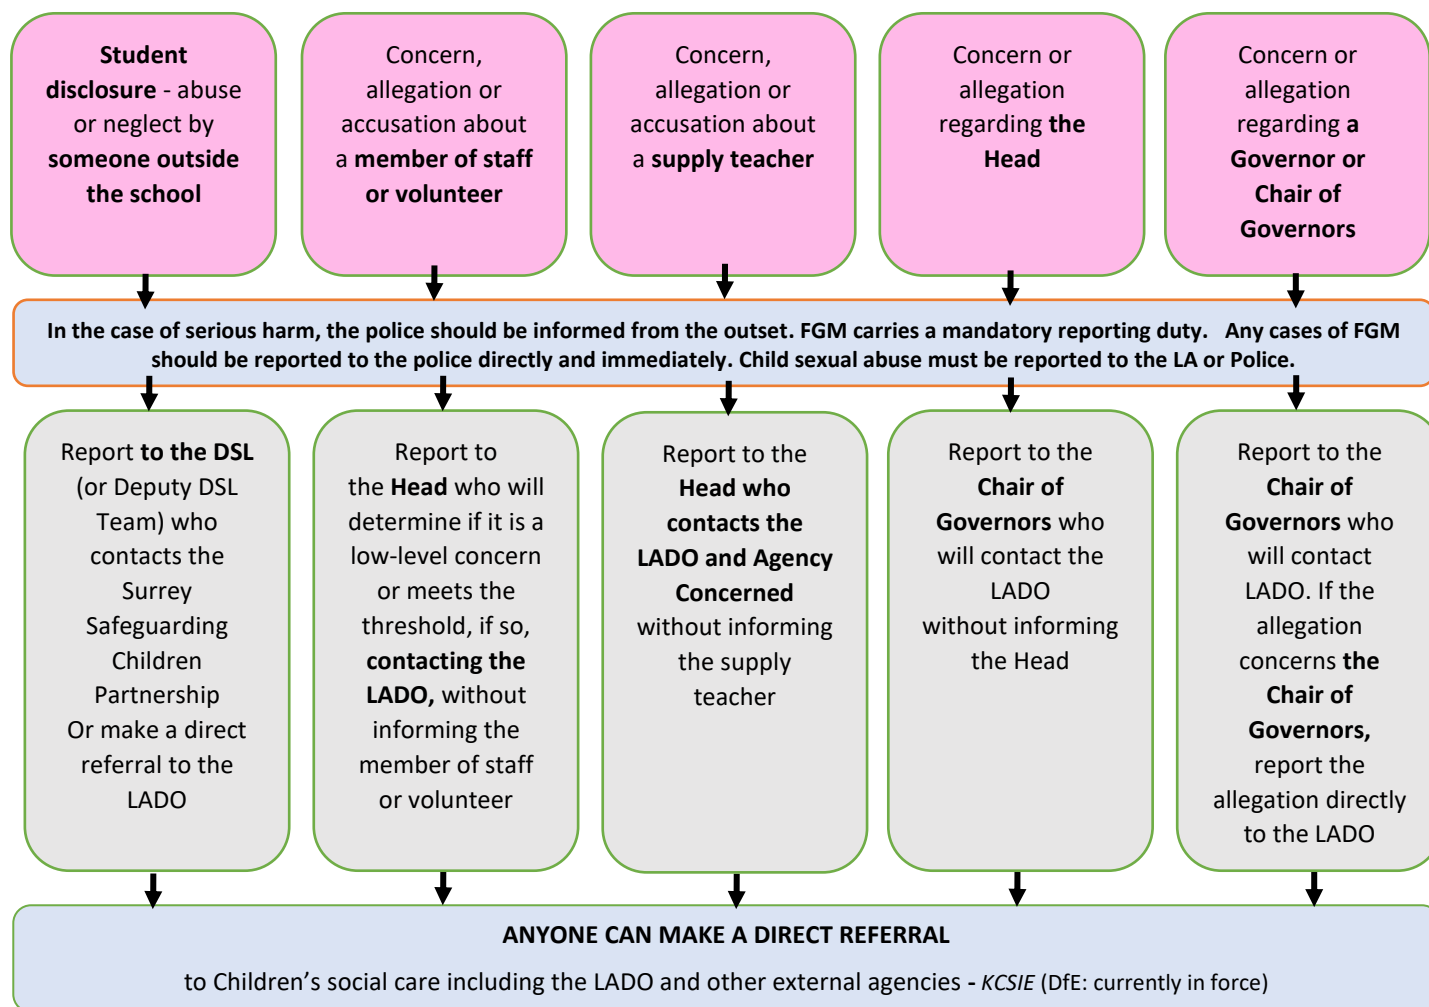 Student
disclosure - abuse
or neglect by
someone outside
the school
Concern,
allegation or
accusation about
a member of staff
or volunteer
Concern,
allegation or
accusation about
a supply teacher
Concern or
allegation
regarding the
Head
Concern or
allegation
regarding a
Governor or
Chair of
Governors
In the case of serious harm, the police should be informed from the outset. FGM carries a mandatory reporting duty.   Any cases of FGM
should be reported to the police directly and immediately. Child sexual abuse must be reported to the LA or Police.
Report to the DSL
(or Deputy DSL
Team) who
contacts the
Surrey
Safeguarding
Children
Partnership
Or make a direct
referral to the
LADO
Report to
the Head who will
determine if it is a
low-level concern
or meets the
threshold, if so,
contacting the
LADO, without
informing the
member of staff
or volunteer
Report to the
Head who
contacts the
LADO and Agency
Concerned
without informing
the supply
teacher
Report to the
Chair of
Governors who
will contact the
LADO
without informing
the Head
Report to the
Chair of
Governors who
will contact
LADO. If the
allegation
concerns the
Chair of
Governors,
report the
allegation directly
to the LADO
ANYONE CAN MAKE A DIRECT REFERRAL
to Children’s social care including the LADO and other external agencies - KCSIE (DfE: currently in force)